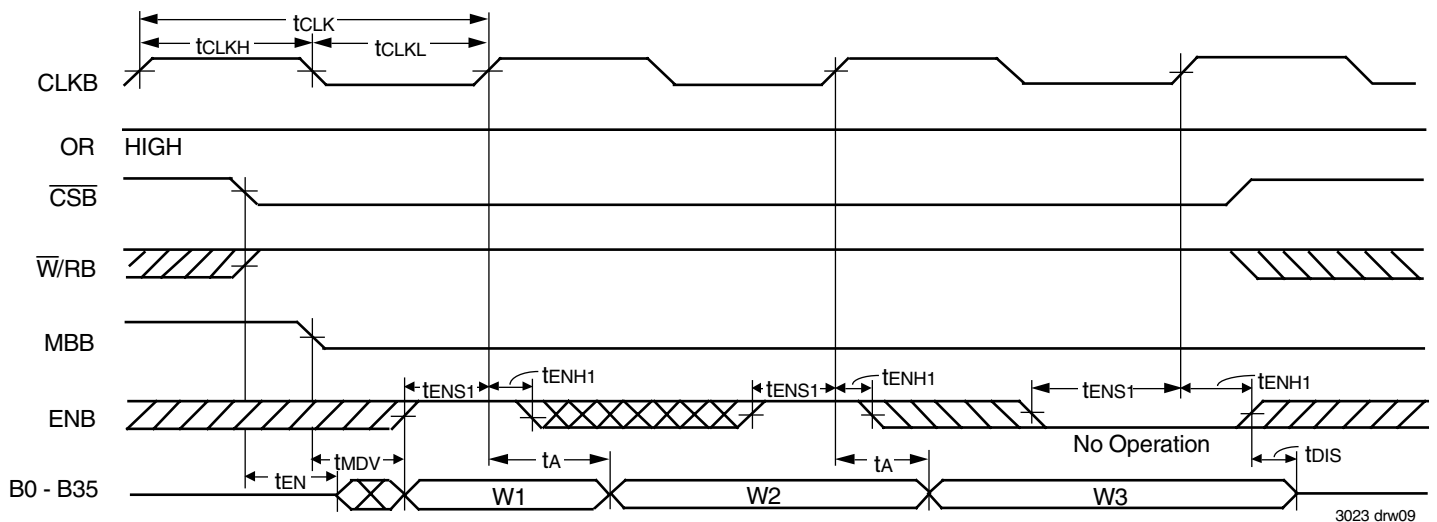 tCLK
tCLKH tCLKL
CLKB
OR HIGH
CSB
W/RB
MBB
tENS1 tENH1 tENS1 tENH1 tENS1 tENH1
ENB
No Operation
tEN tMDV tA tA tDIS
B0 - B35 W1 W2 W3
3023 drw09